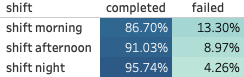 shift completed failed
shift morning 86.70% 13.30%
shift afternoon 91.03% 8.97%
shift night 95.74% 4.26%